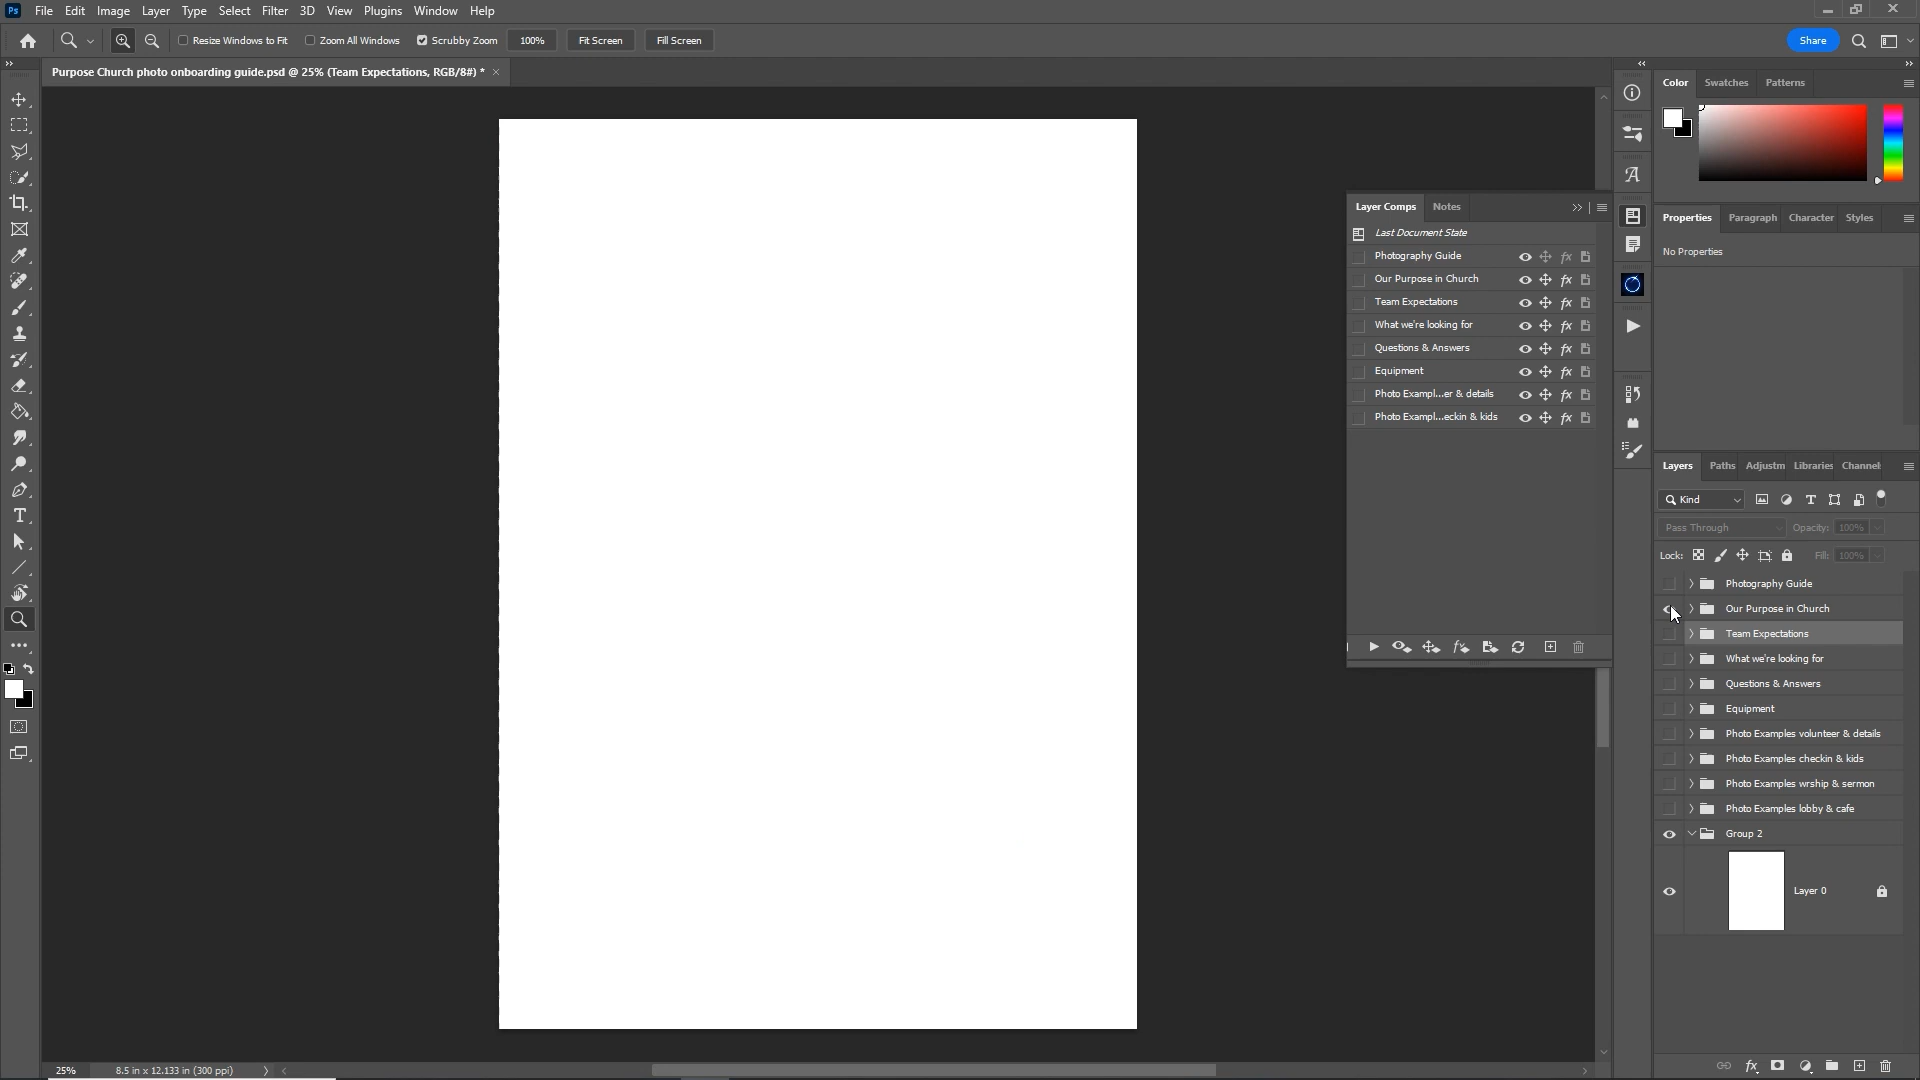 Ps File Edit Image Layer Type Select Filter 3D View Plugins Window Help
Resize Windows to Fit Zoom All Windows Scrubby Zoom 100% Fit Screen Fill Screen Share
Purpose Church photo onboarding guide.psd @ 25% (Team Expectations, RGB/8#) *
Color Swatches Patterns
Layer Comps Notes
Last Document State
Photography Guide
Our Purpose in Church
Team Expectations
What we're looking for
Questions & Answers
Equipment
Photo Exampl...er & details
Photo Exampl...eckin & kids
Properties Paragraph Character Styles
No Properties
Layers Paths Adjustm Libraries Channel
Kind
Pass Through Opacity: 100%
Lock: Fill: 100%
Photography Guide
Our Purpose in Church
Team Expectations
What we're looking for
Questions & Answers
Equipment
Photo Examples volunteer & details
Photo Examples checkin & kids
Photo Examples wrship & sermon
Photo Examples lobby & cafe
Group 2
Layer 0
25% 8.5 in x 12.133 in (300 ppi)